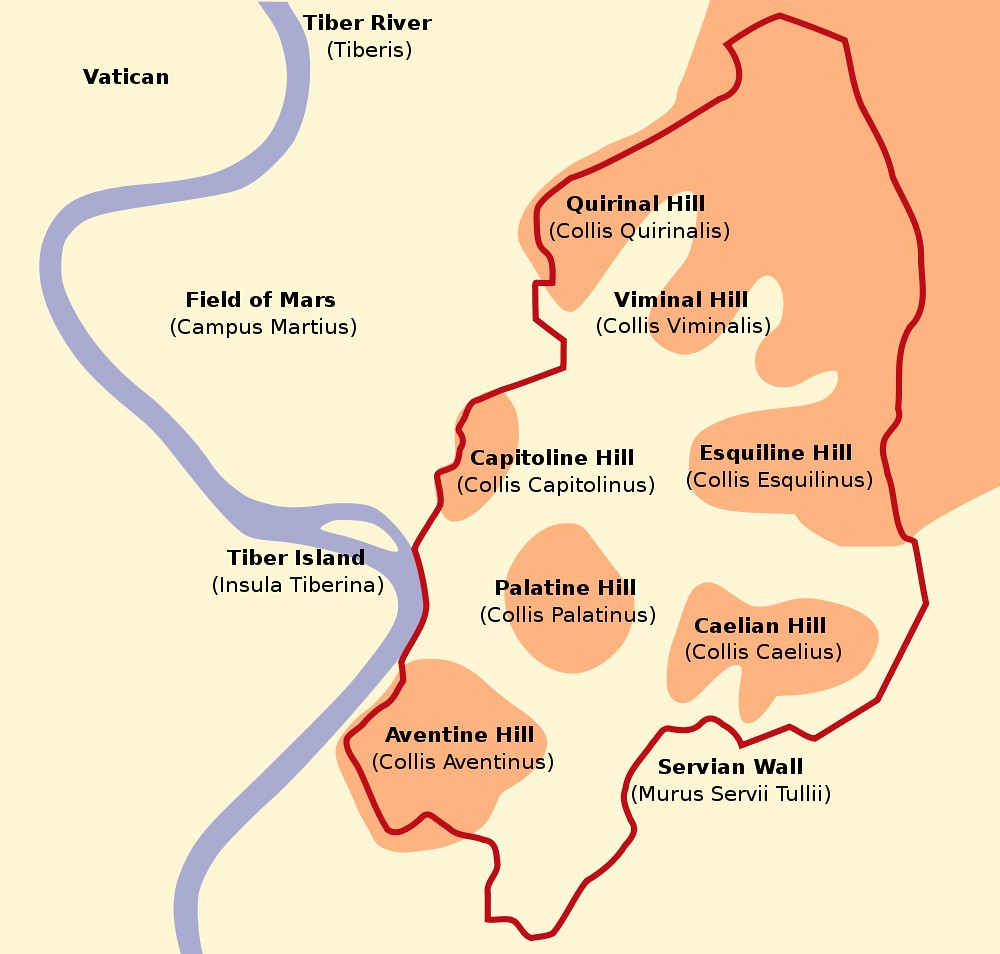 Tiber River
(Tiberis)
Vatican
Quirinal Hill
(Collis Quirinalis)
Field of Mars
(Campus Martius)
Viminal Hill
(Collis Viminalis)
Capitoline Hill
(Collis Capitolinus)
Esquiline Hill
(Collis Esquilinus)
Tiber Island
(Insula Tiberina)
Palatine Hill
(Collis Palatinus)
Caelian Hill
(Collis Caelius)
Aventine Hill
(Collis Aventinus)
Servian Wall
(Murus Servii Tullii)